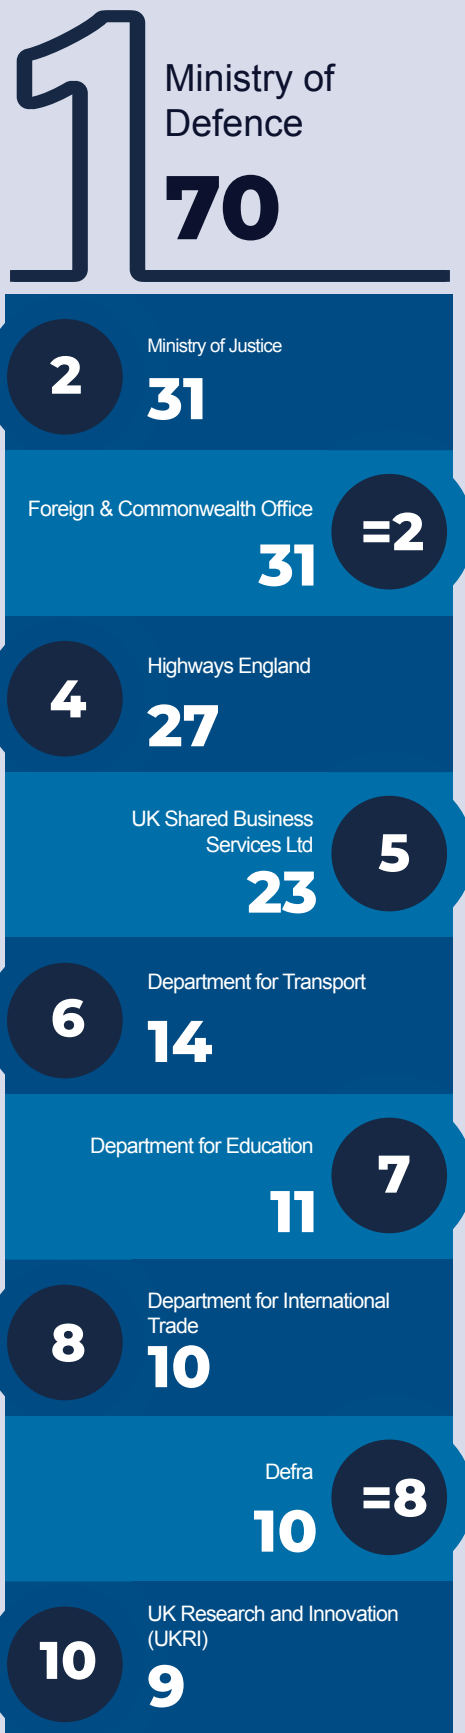 1
Ministry of
Defence
70
2
Ministry of Justice
31
Foreign & Commonwealth Office
=2
31
4
Highways England
27
UK Shared Business
Services Ltd
5
23
6
Department for Transport
14
Department for Education
7
11
8
Department for International
Trade
10
Defra
=8
10
10
UK Research and Innovation
(UKRI)
9